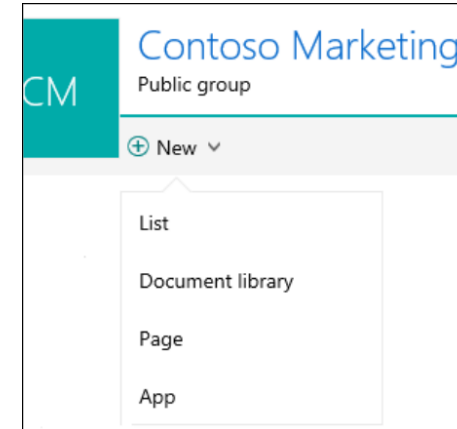 Contoso Marketing
CM
Public group
New
List
Document library
Page
App